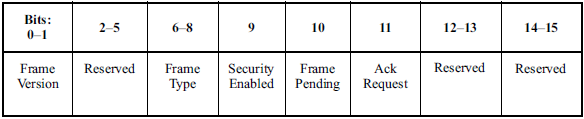 Bits: 0–1 2–5 6–8 9 10 11 12–13 14–15
Frame Version Reserved Frame Type Security Enabled Frame Pending Ack Request Reserved Reserved